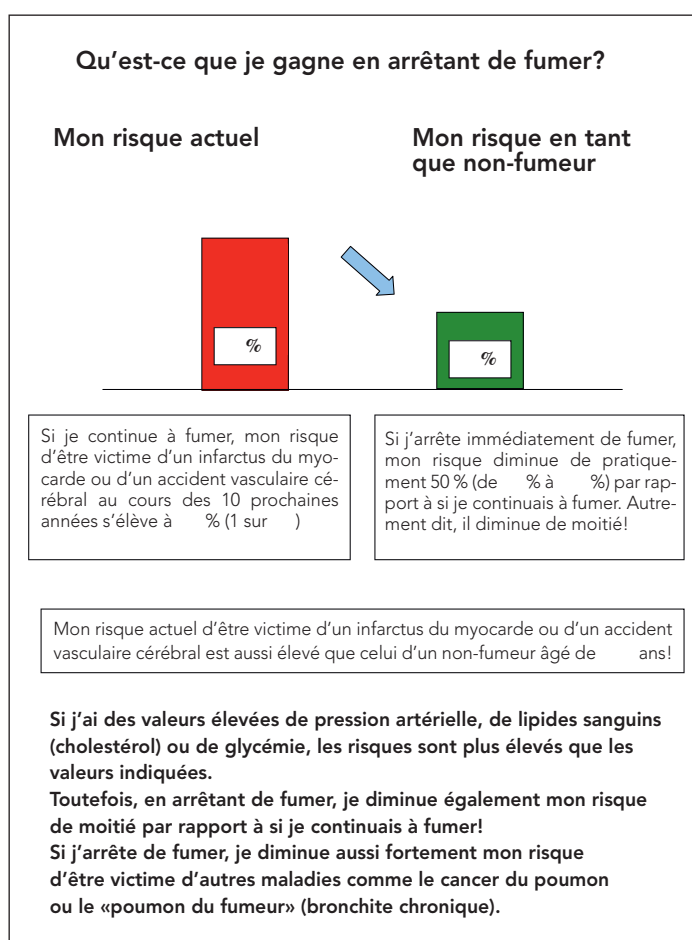 Qu’est-ce que je gagne en arrêtant de fumer?
Mon risque actuel
Mon risque en tant
que non-fumeur
%
%
Si je continue à fumer, mon risque
d’être victime d’un infarctus du myo-
carde ou d’un accident vasculaire cé-
rébral au cours des 10 prochaines
années s’élève à % (1 sur )
Si j’arrête immédiatement de fumer,
mon risque diminue de pratique-
ment 50 % (de % à %) par rap-
port à si je continuais à fumer. Autre-
ment dit, il diminue de moitié!
Mon risque actuel d’être victime d’un infarctus du myocarde ou d’un accident
vasculaire cérébral est aussi élevé que celui d’un non-fumeur âgé de ans!
Si j’ai des valeurs élevées de pression artérielle, de lipides sanguins
(cholestérol) ou de glycémie, les risques sont plus élevés que les
valeurs indiquées.
Toutefois, en arrêtant de fumer, je diminue également mon risque
de moitié par rapport à si je continuais à fumer!
Si j’arrête de fumer, je diminue aussi fortement mon risque
d’être victime d’autres maladies comme le cancer du poumon
ou le «poumon du fumeur» (bronchite chronique).